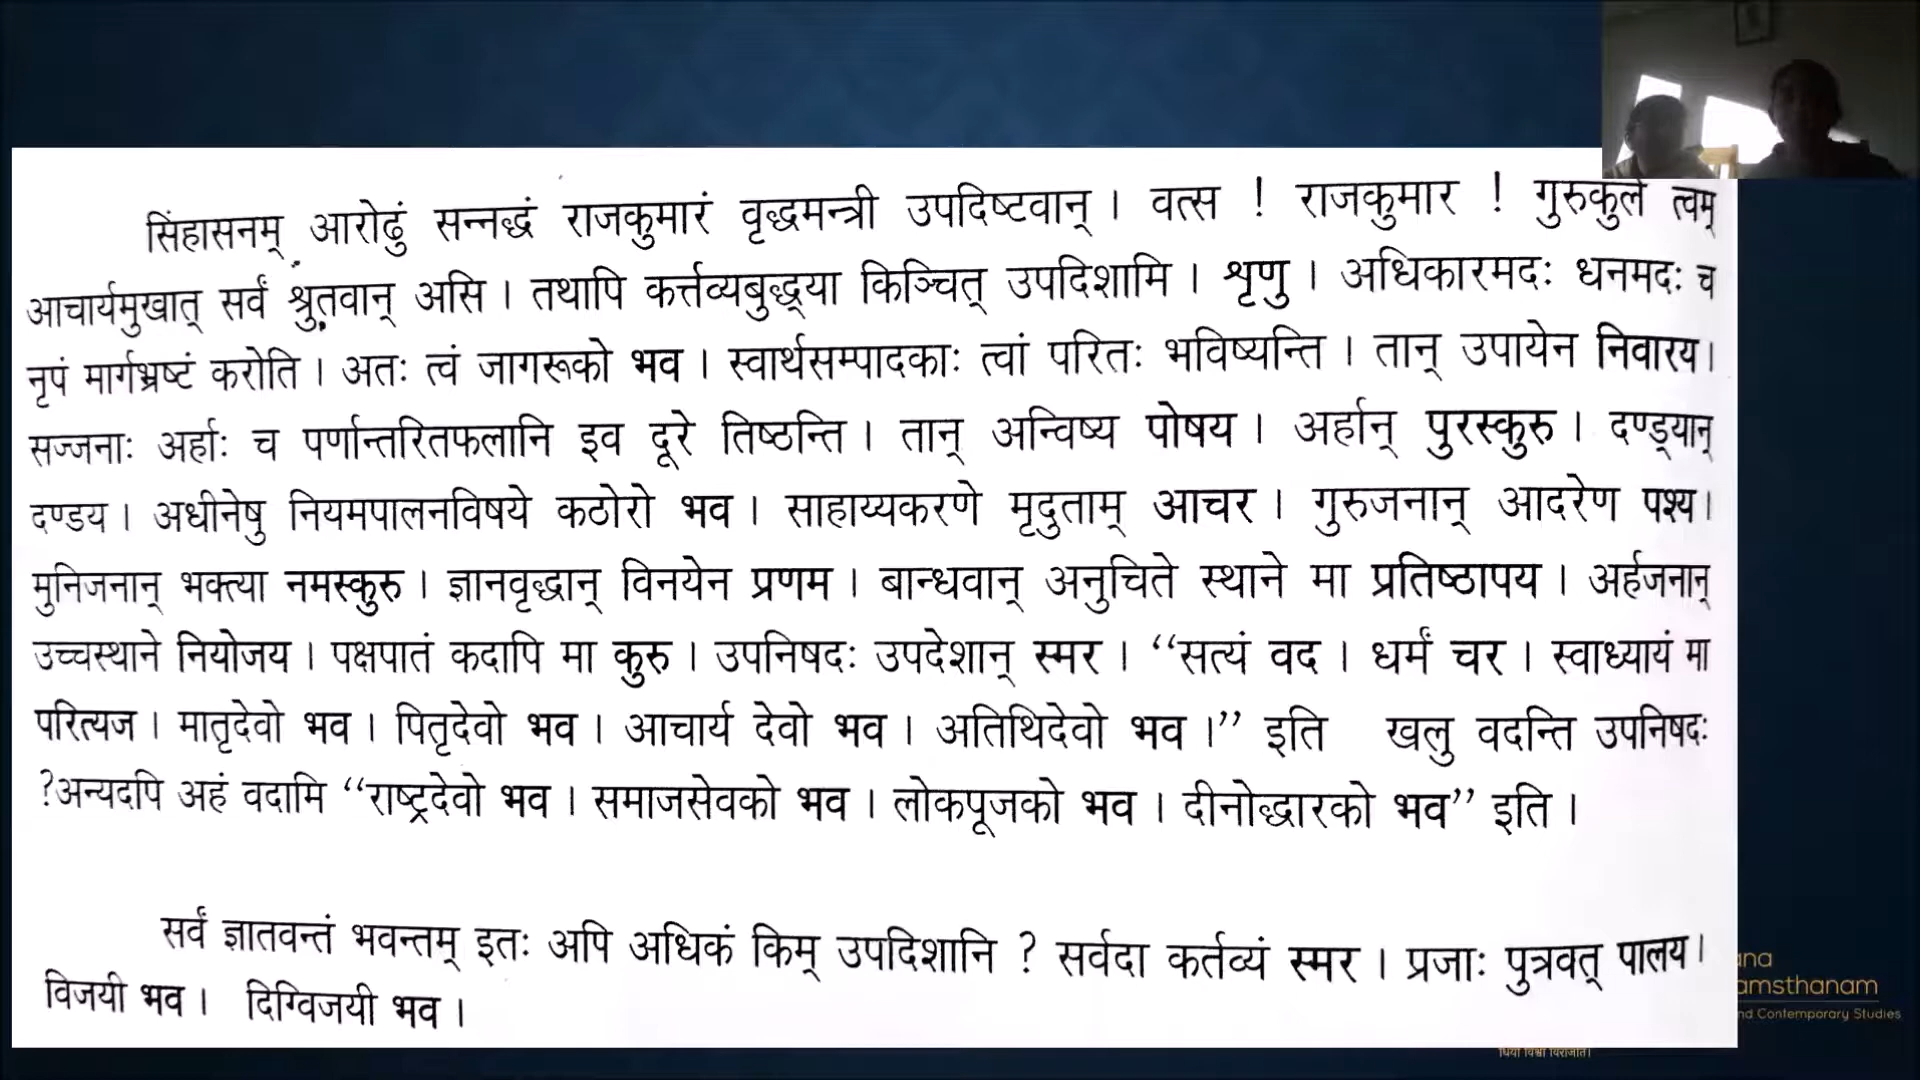 सिंहासनम् आरोढुं सन्नद्धं राजकुमारं वृद्धमन्त्री उपदिष्टवान् । वत्स ! राजकुमार ! गुरुकुले त्वम्
आचार्यमुखात् सर्वं श्रुतवान् असि । तथापि कर्त्तव्यबुद्ध्या किञ्चित् उपदिशामि । शृणु । अधिकारमदः धनमदः च
नृपं मार्गभ्रष्टं करोति । अतः त्वं जागरूको भव । स्वार्थसम्पादकाः त्वां परितः भविष्यन्ति । तान् उपायेन निवारय।
सज्जनाः अर्हाः च पर्णान्तरितफलानि इव दूरे तिष्ठन्ति । तान् अन्विष्य पोषय । अर्हान् पुरस्कुरु । दण्ड्यान्
दण्डय । अधीनेषु नियमपालनविषये कठोरो भव । साहाय्यकरणे मृदुताम् आचर । गुरुजनान् आदरेण पश्य।
मुनिजनान् भक्त्या नमस्कुरु । ज्ञानवृद्धान् विनयेन प्रणम । बान्धवान् अनुचिते स्थाने मा प्रतिष्ठापय । अर्हजनान्
उच्चस्थाने नियोजय । पक्षपातं कदापि मा कुरु । उपनिषदः उपदेशान् स्मर । “सत्यं वद । धर्मं चर । स्वाध्यायं मा
परित्यज । मातृदेवो भव । पितृदेवो भव । आचार्य देवो भव । अतिथिदेवो भव ।” इति खलु वदन्ति उपनिषदः
?अन्यदपि अहं वदामि “राष्ट्रदेवो भव । समाजसेवको भव । लोकपूजको भव । दीनोद्धारको भव” इति ।
सर्वं ज्ञातवन्तं भवन्तम् इतः अपि अधिकं किम् उपदिशानि ? सर्वदा कर्तव्यं स्मर । प्रजाः पुत्रवत् पालय।
विजयी भव । दिग्विजयी भव ।
ana
amsthanam
nd Contemporary Studies